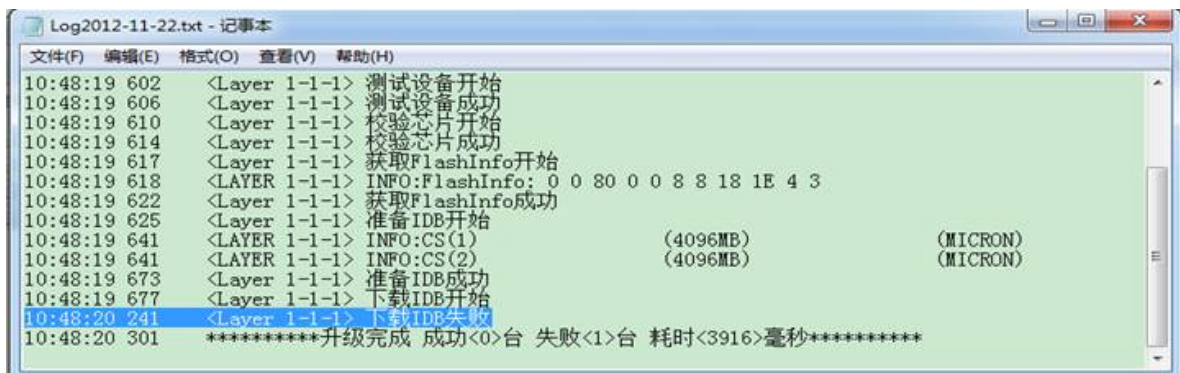 Log2012-11-22.txt - 记事本
文件(F) 编辑(E) 格式(O) 查看(V) 帮助(H)
10:48:19 602 <Layer 1-1-1> 测试设备开始
10:48:19 606 <Layer 1-1-1> 测试设备成功
10:48:19 610 <Layer 1-1-1> 校验芯片开始
10:48:19 614 <Layer 1-1-1> 校验芯片成功
10:48:19 617 <Layer 1-1-1> 获取FlashInfo开始
10:48:19 618 <LAYER 1-1-1> INFO:FlashInfo: 0 0 80 0 0 8 8 18 1E 4 3
10:48:19 622 <Layer 1-1-1> 获取FlashInfo成功
10:48:19 625 <Layer 1-1-1> 准备IDB开始
10:48:19 641 <LAYER 1-1-1> INFO:CS(1) (4096MB) (MICRON)
10:48:19 641 <LAYER 1-1-1> INFO:CS(2) (4096MB) (MICRON)
10:48:19 673 <Layer 1-1-1> 准备IDB成功
10:48:19 677 <Layer 1-1-1> 下载IDB开始
10:48:20 241 <Layer 1-1-1> 下载IDB失败
10:48:20 301 **********升级完成 成功<0>台 失败<1>台 耗时<3916>毫秒**********